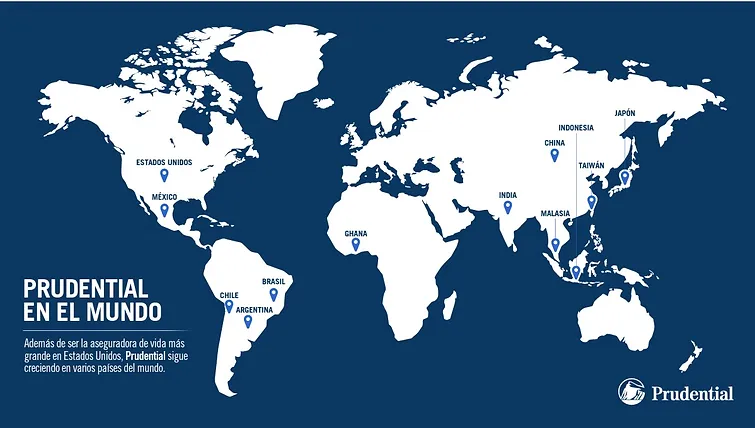 JAPÓN
INDONESIA
CHINA
ESTADOS UNIDOS
TAIWÁN
MÉXICO
INDIA
MALASIA
GHANA
BRASIL
CHILE
ARGENTINA
PRUDENTIAL
EN EL MUNDO
Además de ser la aseguradora de vida más
grande en Estados Unidos, Prudential sigue
creciendo en varios países del mundo.
Prudential